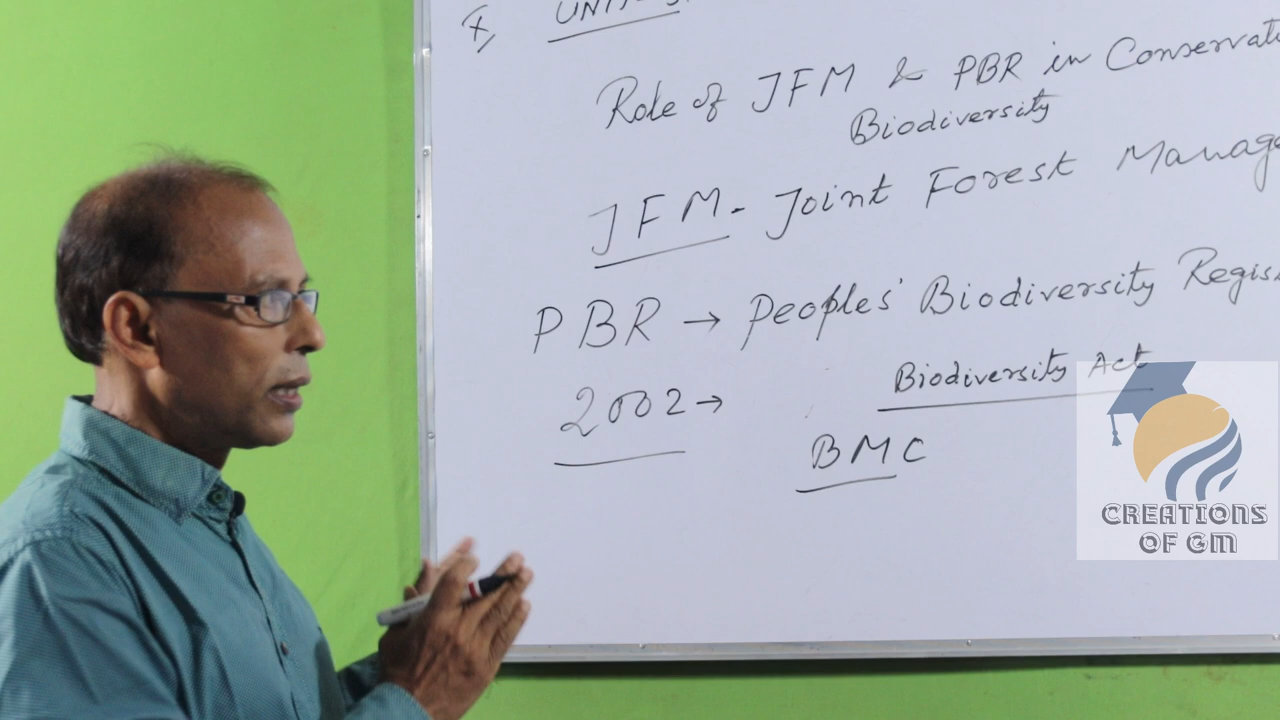 X,
Role of JFM & PBR in Conservati
Biodiversity
JFM - Joint Forest Manage
PBR → Peoples' Biodiversity Regis
2002 →
Biodiversity Act
BMC
CREATIONS
OF GM